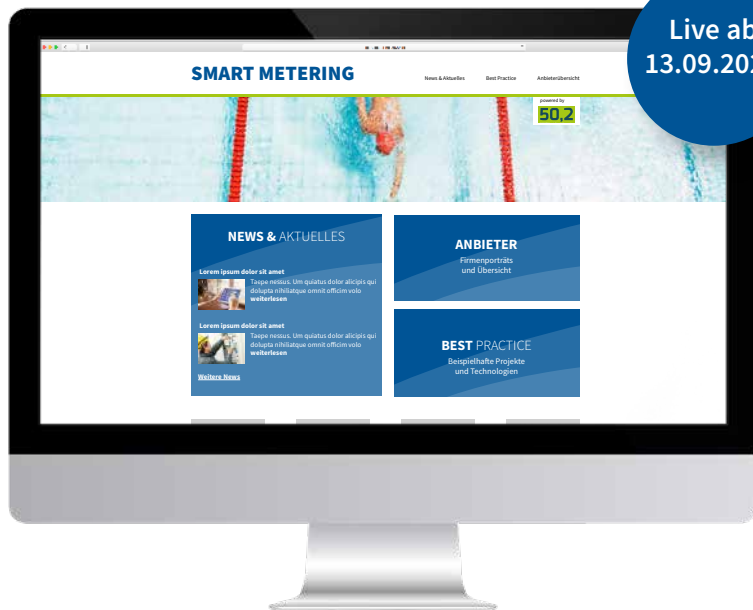 Live ab
13.09.202
SMART METERING
News & Aktuelles
Best Practice
Anbieterübersicht
powered by
50,2
NEWS & AKTUELLES
Lorem ipsum dolor sit amet
Taepe nessus. Um quiatus dolor alicipis qui
dolupta nihiliatque omnit officim volo
weiterlesen
Lorem ipsum dolor sit amet
Taepe nessus. Um quiatus dolor alicipis qui
dolupta nihiliatque omnit officim volo
weiterlesen
Weitere News
ANBIETER
Firmenporträts
und Übersicht
BEST PRACTICE
Beispielhafte Projekte
und Technologien